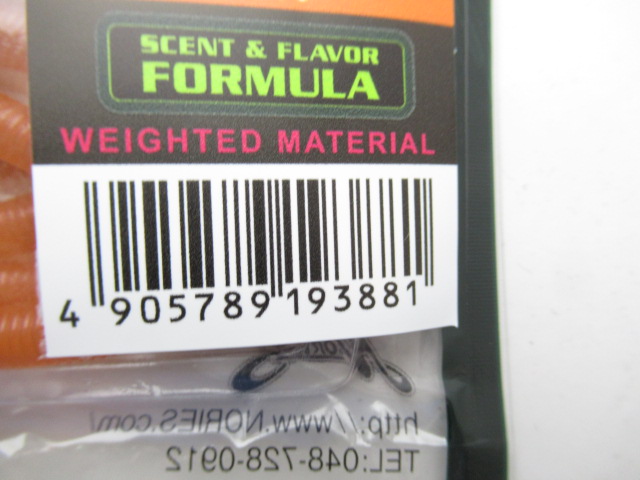 SCENT & FLAVOR
FORMULA
WEIGHTED MATERIAL
4 905789 193881
http://www.NORIES.com/
TEL:048-728-0912